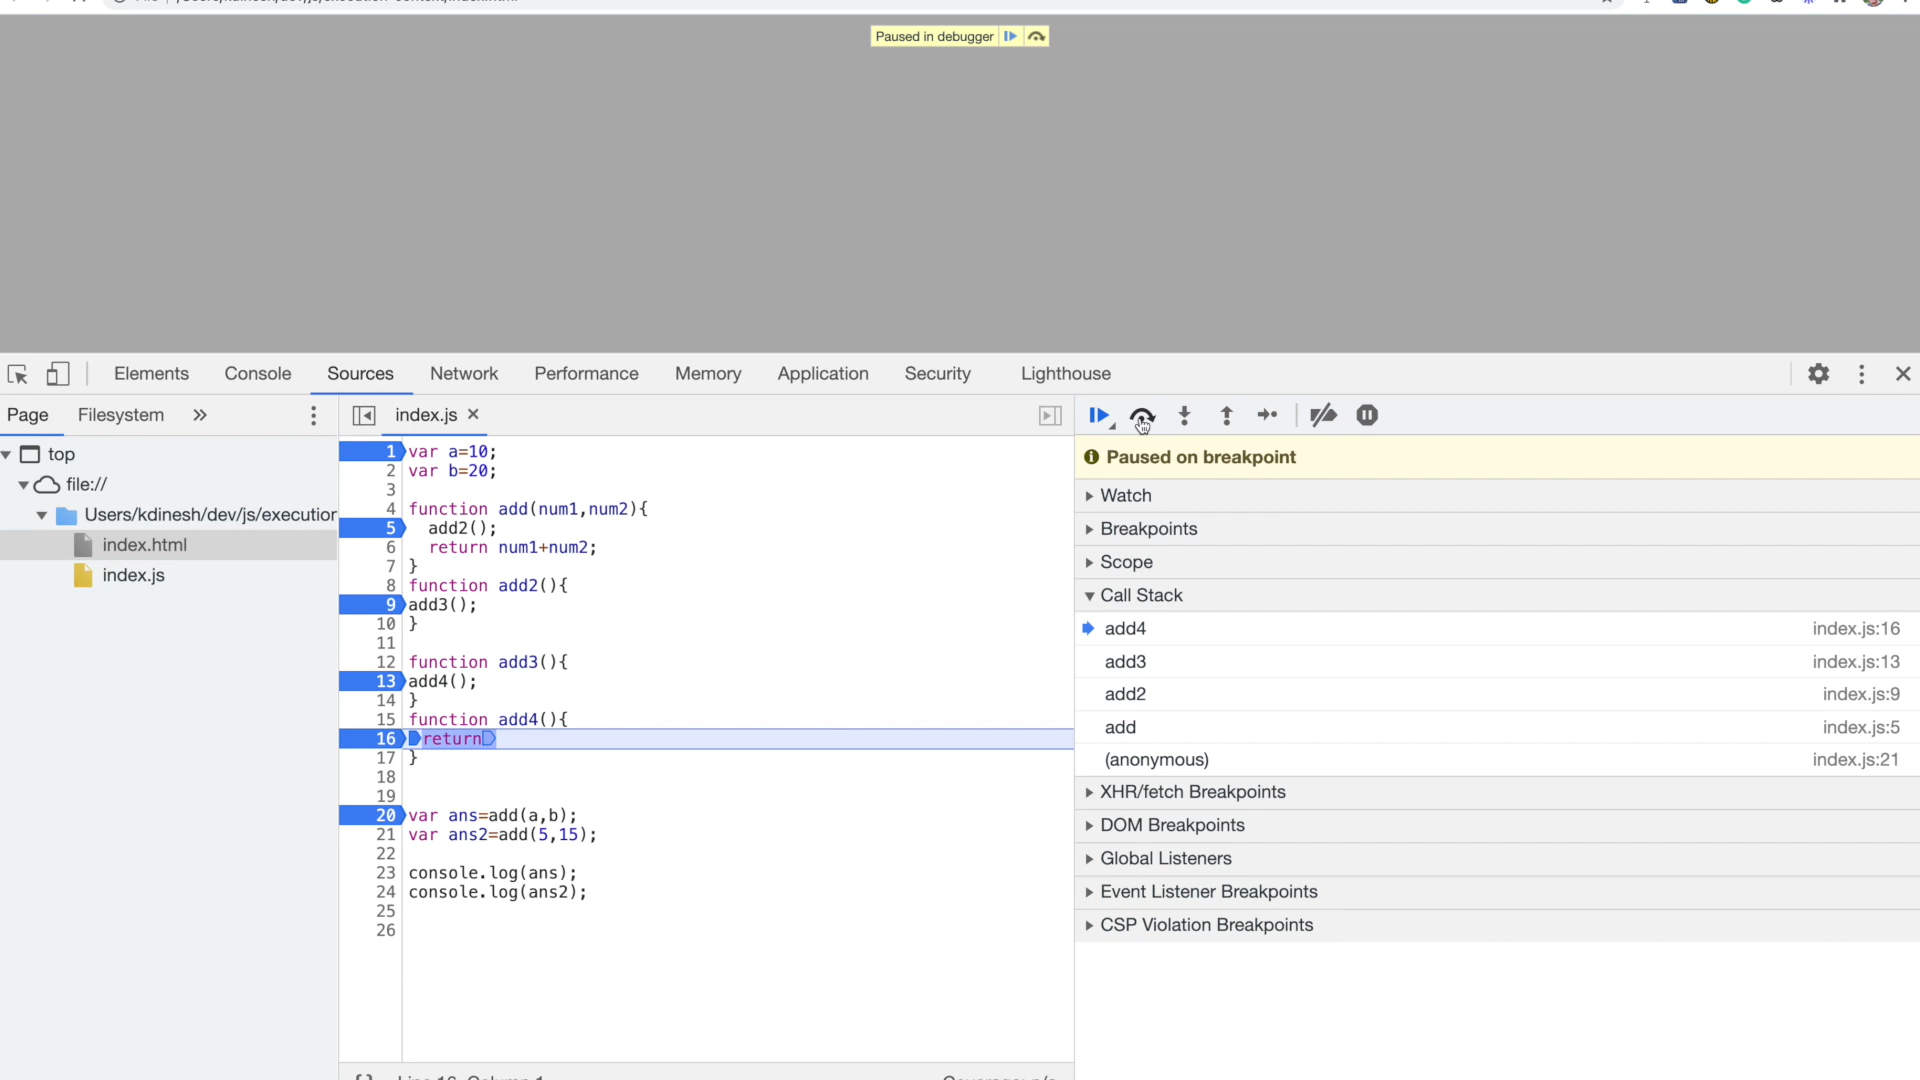 Paused in debugger
Elements Console Sources Network Performance Memory Application Security Lighthouse
Page Filesystem
index.js
top
file://
Users/kdinesh/dev/js/execution
index.html
index.js
1 var a=10;
2 var b=20;
3
4 function add(num1,num2){
5 add2();
6 return num1+num2;
7 }
8 function add2(){
9 add3();
10 }
11
12 function add3(){
13 add4();
14 }
15 function add4(){
16 return
17 }
18
19
20 var ans=add(a,b);
21 var ans2=add(5,15);
22
23 console.log(ans);
24 console.log(ans2);
25
26
Paused on breakpoint
Watch
Breakpoints
Scope
Call Stack
add4 index.js:16
add3 index.js:13
add2 index.js:9
add index.js:5
(anonymous) index.js:21
XHR/fetch Breakpoints
DOM Breakpoints
Global Listeners
Event Listener Breakpoints
CSP Violation Breakpoints